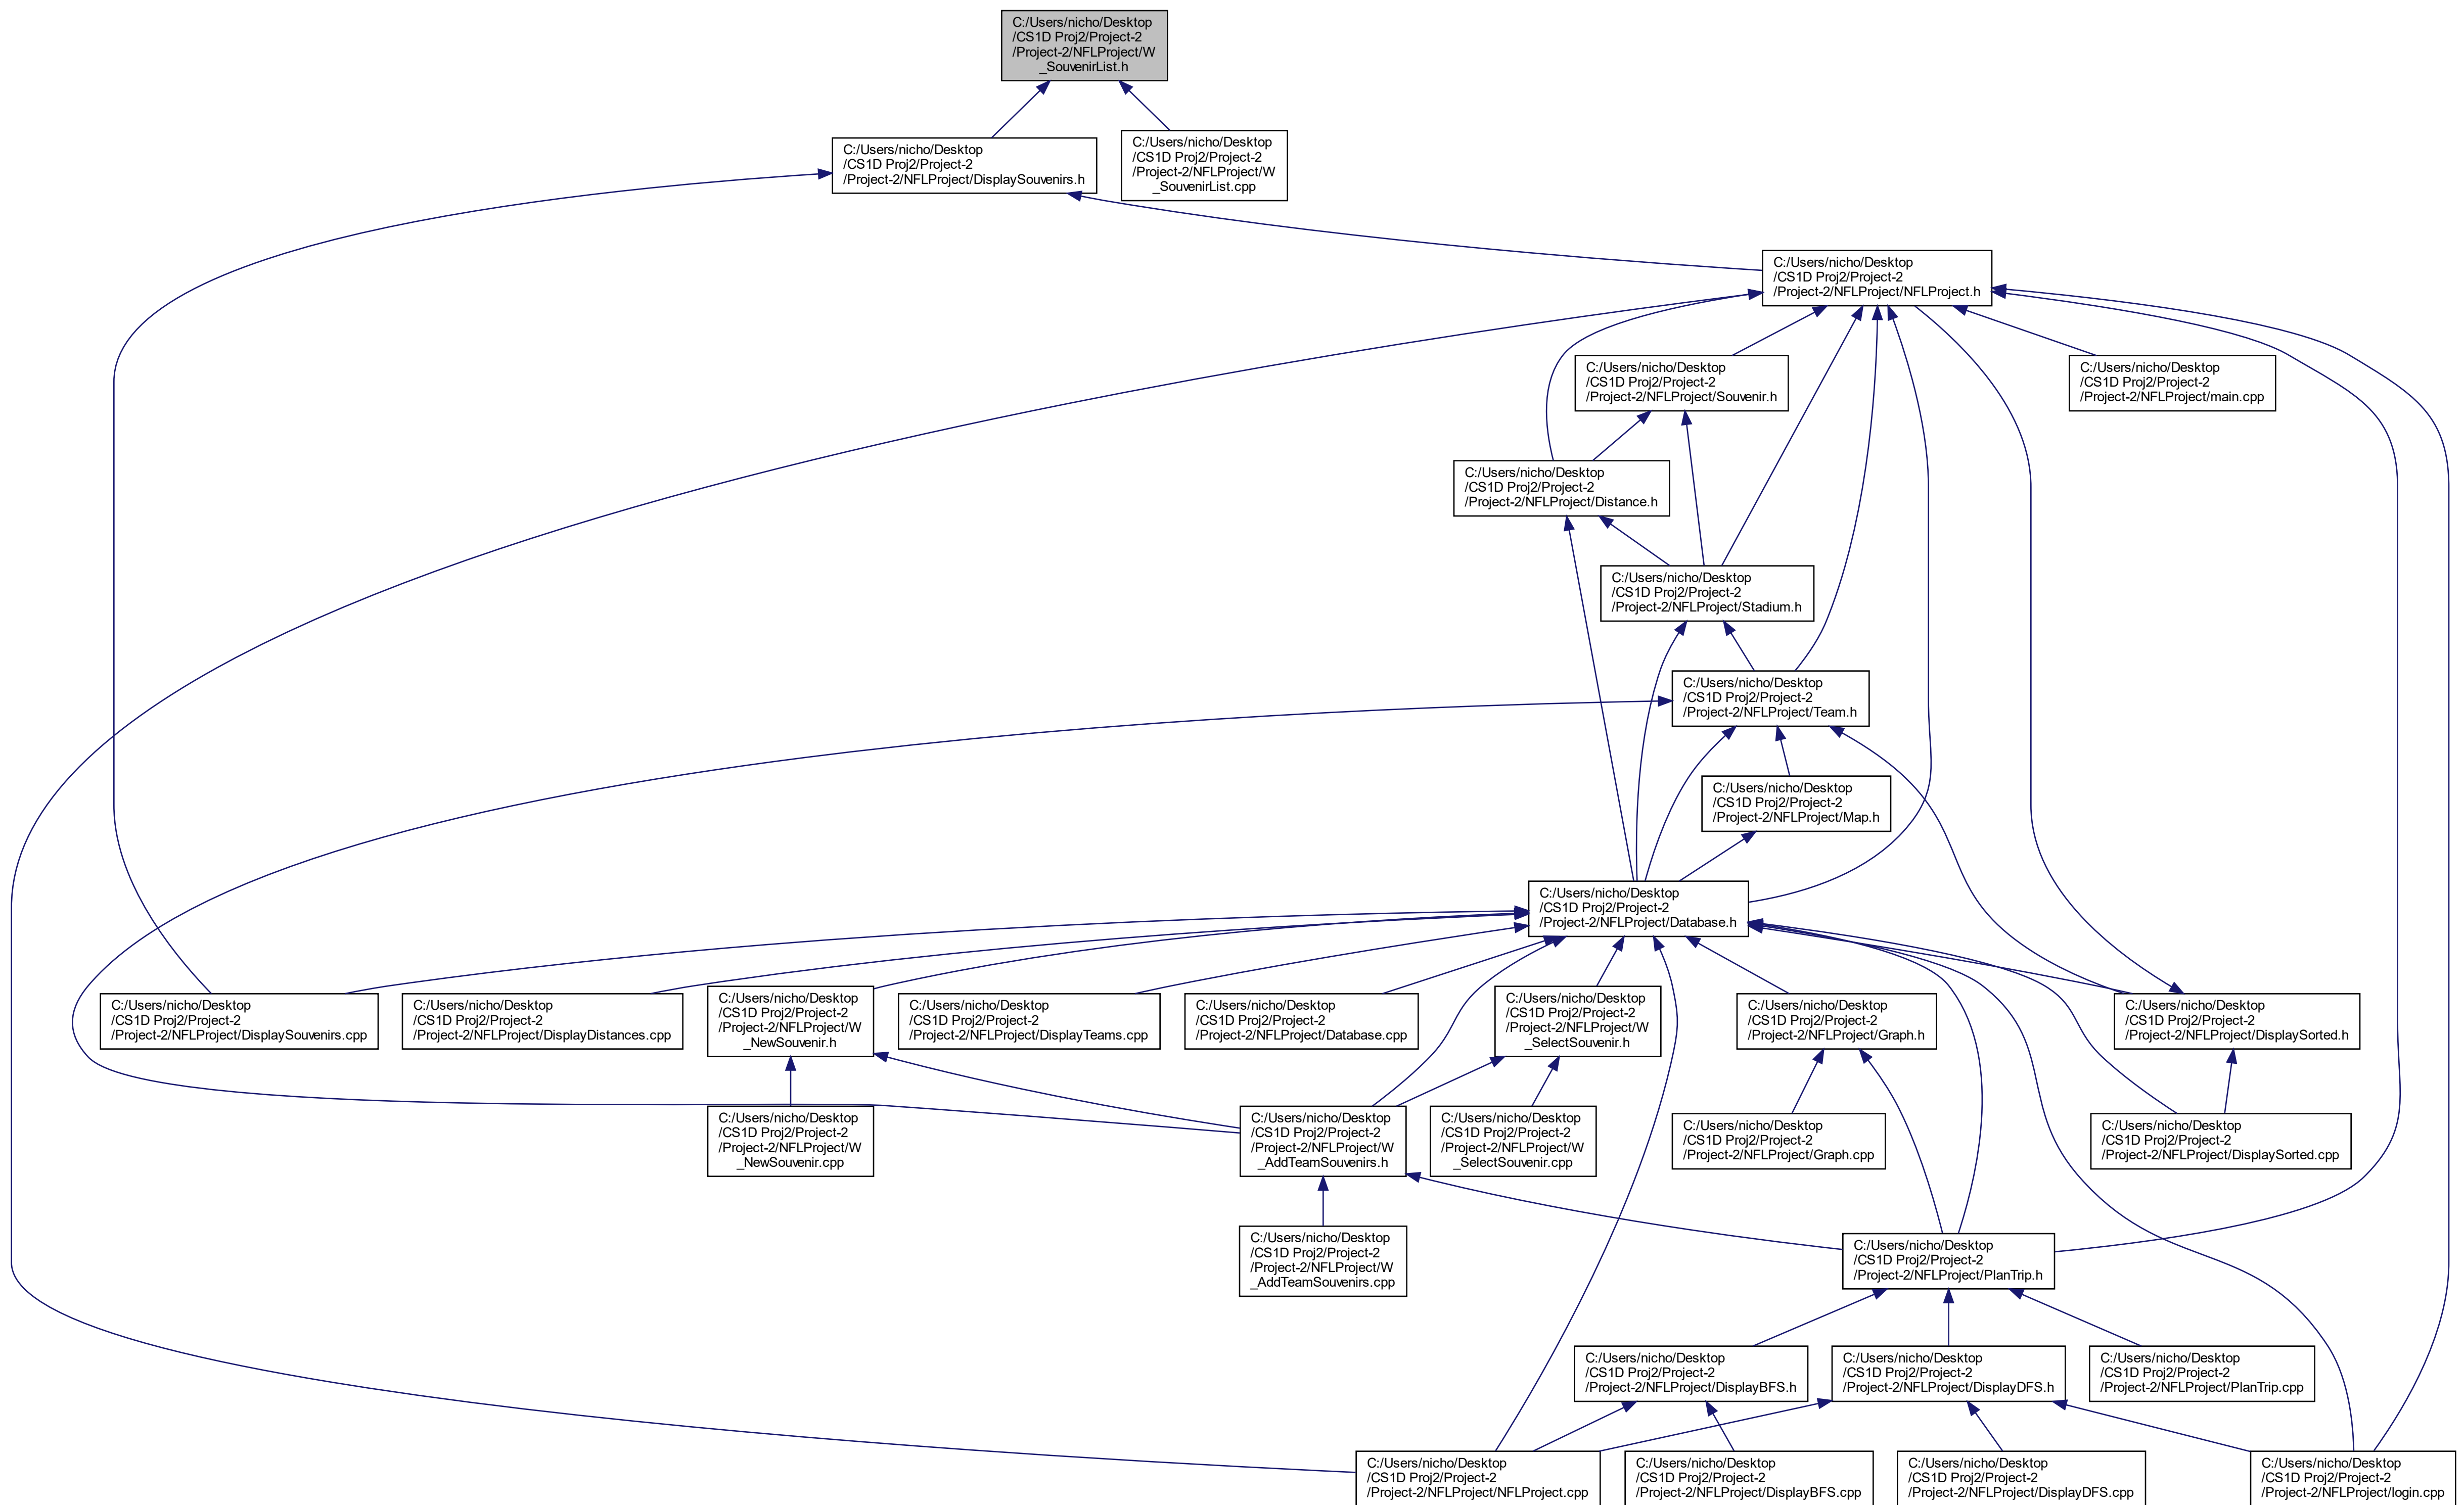 C:/Users/nicho/Desktop
/CS1D Proj2/Project-2
/Project-2/NFLProject/W
_SouvenirList.h
C:/Users/nicho/Desktop
/CS1D Proj2/Project-2
/Project-2/NFLProject/DisplaySouvenirs.h
C:/Users/nicho/Desktop
/CS1D Proj2/Project-2
/Project-2/NFLProject/W
_SouvenirList.cpp
C:/Users/nicho/Desktop
/CS1D Proj2/Project-2
/Project-2/NFLProject/NFLProject.h
C:/Users/nicho/Desktop
/CS1D Proj2/Project-2
/Project-2/NFLProject/Souvenir.h
C:/Users/nicho/Desktop
/CS1D Proj2/Project-2
/Project-2/NFLProject/main.cpp
C:/Users/nicho/Desktop
/CS1D Proj2/Project-2
/Project-2/NFLProject/Distance.h
C:/Users/nicho/Desktop
/CS1D Proj2/Project-2
/Project-2/NFLProject/Stadium.h
C:/Users/nicho/Desktop
/CS1D Proj2/Project-2
/Project-2/NFLProject/Team.h
C:/Users/nicho/Desktop
/CS1D Proj2/Project-2
/Project-2/NFLProject/Map.h
C:/Users/nicho/Desktop
/CS1D Proj2/Project-2
/Project-2/NFLProject/Database.h
C:/Users/nicho/Desktop
/CS1D Proj2/Project-2
/Project-2/NFLProject/DisplaySouvenirs.cpp
C:/Users/nicho/Desktop
/CS1D Proj2/Project-2
/Project-2/NFLProject/DisplayDistances.cpp
C:/Users/nicho/Desktop
/CS1D Proj2/Project-2
/Project-2/NFLProject/W
_NewSouvenir.h
C:/Users/nicho/Desktop
/CS1D Proj2/Project-2
/Project-2/NFLProject/DisplayTeams.cpp
C:/Users/nicho/Desktop
/CS1D Proj2/Project-2
/Project-2/NFLProject/Database.cpp
C:/Users/nicho/Desktop
/CS1D Proj2/Project-2
/Project-2/NFLProject/W
_SelectSouvenir.h
C:/Users/nicho/Desktop
/CS1D Proj2/Project-2
/Project-2/NFLProject/Graph.h
C:/Users/nicho/Desktop
/CS1D Proj2/Project-2
/Project-2/NFLProject/DisplaySorted.h
C:/Users/nicho/Desktop
/CS1D Proj2/Project-2
/Project-2/NFLProject/W
_NewSouvenir.cpp
C:/Users/nicho/Desktop
/CS1D Proj2/Project-2
/Project-2/NFLProject/W
_AddTeamSouvenirs.h
C:/Users/nicho/Desktop
/CS1D Proj2/Project-2
/Project-2/NFLProject/W
_SelectSouvenir.cpp
C:/Users/nicho/Desktop
/CS1D Proj2/Project-2
/Project-2/NFLProject/Graph.cpp
C:/Users/nicho/Desktop
/CS1D Proj2/Project-2
/Project-2/NFLProject/DisplaySorted.cpp
C:/Users/nicho/Desktop
/CS1D Proj2/Project-2
/Project-2/NFLProject/W
_AddTeamSouvenirs.cpp
C:/Users/nicho/Desktop
/CS1D Proj2/Project-2
/Project-2/NFLProject/PlanTrip.h
C:/Users/nicho/Desktop
/CS1D Proj2/Project-2
/Project-2/NFLProject/DisplayBFS.h
C:/Users/nicho/Desktop
/CS1D Proj2/Project-2
/Project-2/NFLProject/DisplayDFS.h
C:/Users/nicho/Desktop
/CS1D Proj2/Project-2
/Project-2/NFLProject/PlanTrip.cpp
C:/Users/nicho/Desktop
/CS1D Proj2/Project-2
/Project-2/NFLProject/NFLProject.cpp
C:/Users/nicho/Desktop
/CS1D Proj2/Project-2
/Project-2/NFLProject/DisplayBFS.cpp
C:/Users/nicho/Desktop
/CS1D Proj2/Project-2
/Project-2/NFLProject/DisplayDFS.cpp
C:/Users/nicho/Desktop
/CS1D Proj2/Project-2
/Project-2/NFLProject/login.cpp